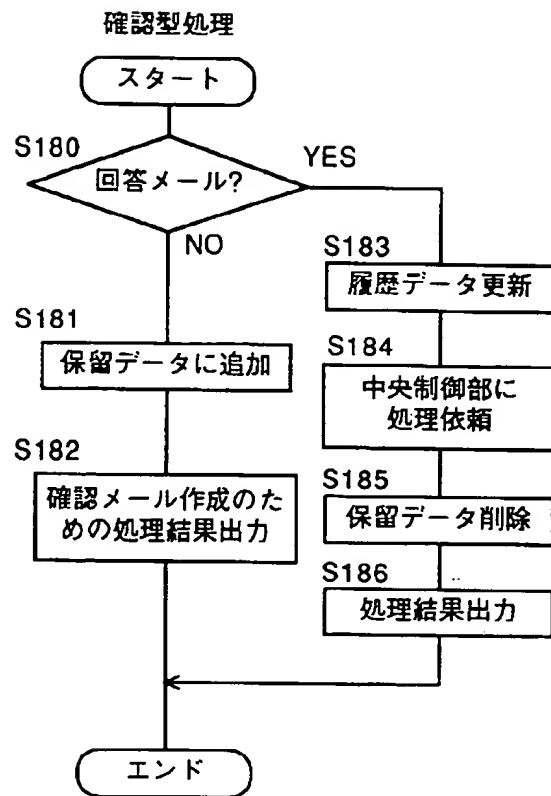 確認型処理
スタート
S180
回答メール?
YES
NO
S181
保留データに追加
S182
確認メール作成のた
めの処理結果出力
S183
履歴データ更新
S184
中央制御部に
処理依頼
S185
保留データ削除
S186
処理結果出力
エンド